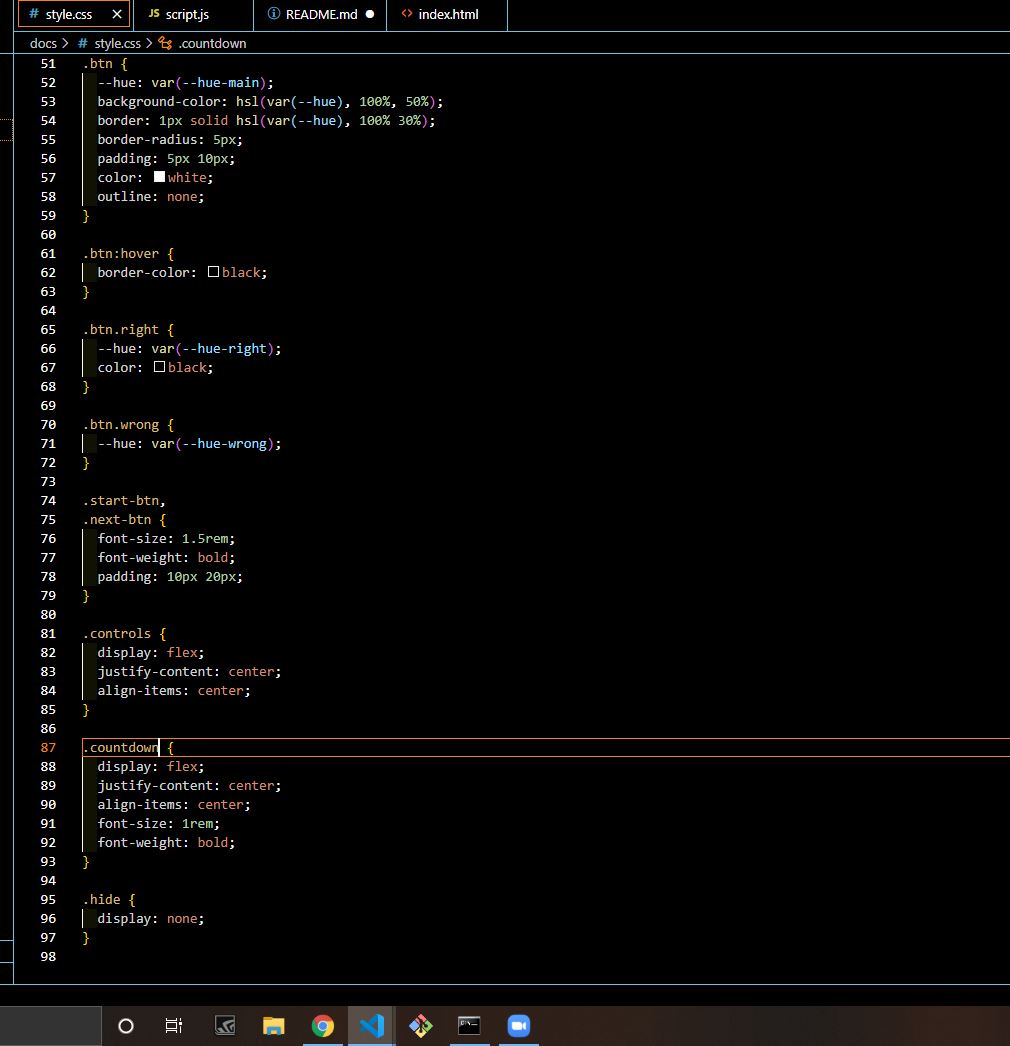 # style.css × JS script.js README.md ● <> index.html
docs > # style.css > .countdown
51 .btn {
52 --hue: var(--hue-main);
53 background-color: hsl(var(--hue), 100%, 50%);
54 border: 1px solid hsl(var(--hue), 100% 30%);
55 border-radius: 5px;
56 padding: 5px 10px;
57 color: white;
58 outline: none;
59 }
60
61 .btn:hover {
62 border-color: black;
63 }
64
65 .btn.right {
66 --hue: var(--hue-right);
67 color: black;
68 }
69
70 .btn.wrong {
71 --hue: var(--hue-wrong);
72 }
73
74 .start-btn,
75 .next-btn {
76 font-size: 1.5rem;
77 font-weight: bold;
78 padding: 10px 20px;
79 }
80
81 .controls {
82 display: flex;
83 justify-content: center;
84 align-items: center;
85 }
86
87 .countdown {
88 display: flex;
89 justify-content: center;
90 align-items: center;
91 font-size: 1rem;
92 font-weight: bold;
93 }
94
95 .hide {
96 display: none;
97 }
98